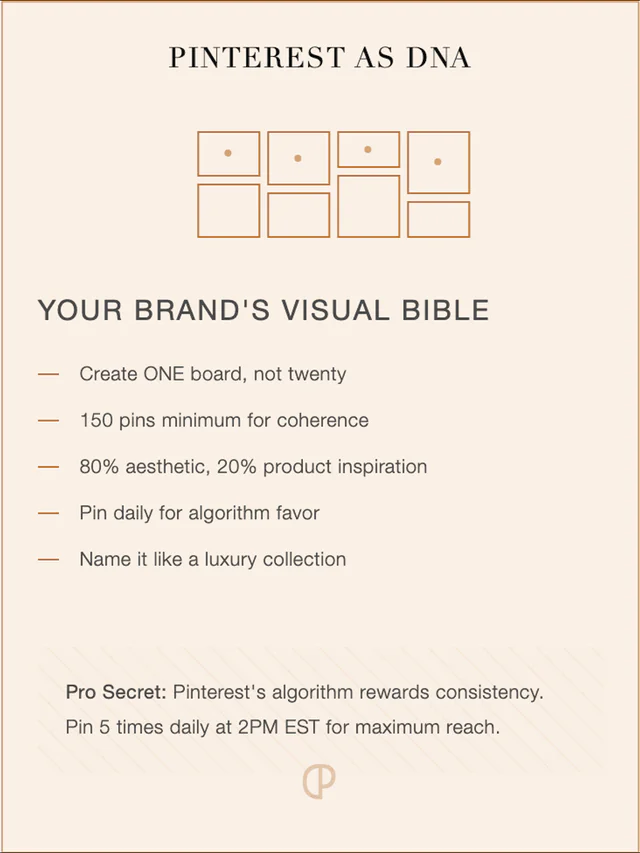 PINTEREST AS DNA
YOUR BRAND'S VISUAL BIBLE
— Create ONE board, not twenty
— 150 pins minimum for coherence
— 80% aesthetic, 20% product inspiration
— Pin daily for algorithm favor
— Name it like a luxury collection
Pro Secret: Pinterest's algorithm rewards consistency.
Pin 5 times daily at 2PM EST for maximum reach.